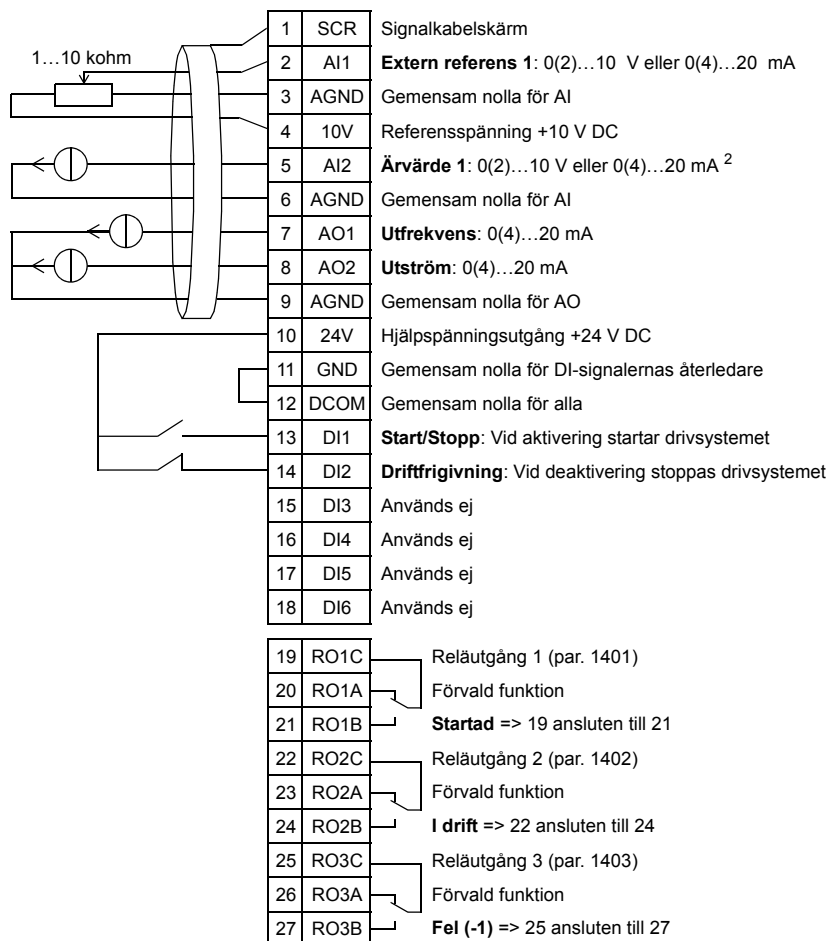 1…10 kohm
1 SCR Signalkabelskärm
2 AI1 Extern referens 1: 0(2)…10 V eller 0(4)…20 mA
3 AGND Gemensam nolla för AI
4 10V Referensspänning +10 V DC
5 AI2 Ärvärde 1: 0(2)…10 V eller 0(4)…20 mA 2
6 AGND Gemensam nolla för AI
7 AO1 Utfrekvens: 0(4)…20 mA
8 AO2 Utström: 0(4)…20 mA
9 AGND Gemensam nolla för AO
10 24V Hjälpspänningsutgång +24 V DC
11 GND Gemensam nolla för DI-signalernas återledare
12 DCOM Gemensam nolla för alla
13 DI1 Start/Stopp: Vid aktivering startar drivsystemet
14 DI2 Driftfrigivning: Vid deaktivering stoppas drivsystemet
15 DI3 Används ej
16 DI4 Används ej
17 DI5 Används ej
18 DI6 Används ej
19 RO1C Reläutgång 1 (par. 1401)
20 RO1A Förvald funktion
21 RO1B Startad => 19 ansluten till 21
22 RO2C Reläutgång 2 (par. 1402)
23 RO2A Förvald funktion
24 RO2B I drift => 22 ansluten till 24
25 RO3C Reläutgång 3 (par. 1403)
26 RO3A Förvald funktion
27 RO3B Fel (-1) => 25 ansluten till 27